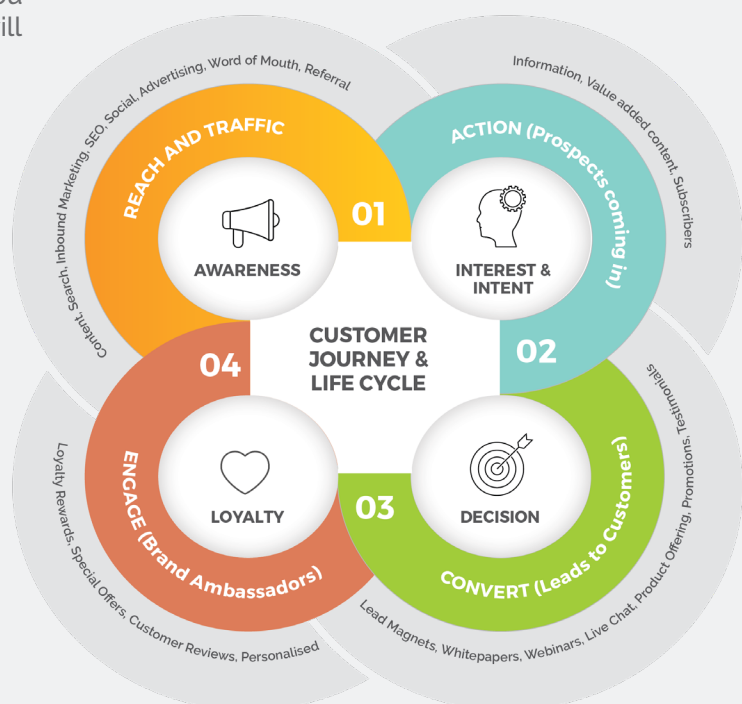 ill
Content, Search, Inbound Marketing, SEO, Social, Advertising, Word of Mouth, Referral
REACH AND TRAFFIC
01
AWARENESS
Information, Value added content, Subscribers
ACTION (Prospects coming in)
INTEREST &
INTENT
02
CUSTOMER
JOURNEY &
LIFE CYCLE
03
DECISION
CONVERT (Leads to Customers)
Lead Magnets, Whitepapers, Webinars, Live Chat, Product Offering, Promotions, Testimonials
04
LOYALTY
ENGAGE (Brand Ambassadors)
Loyalty Rewards, Special Offers, Customer Reviews, Personalised